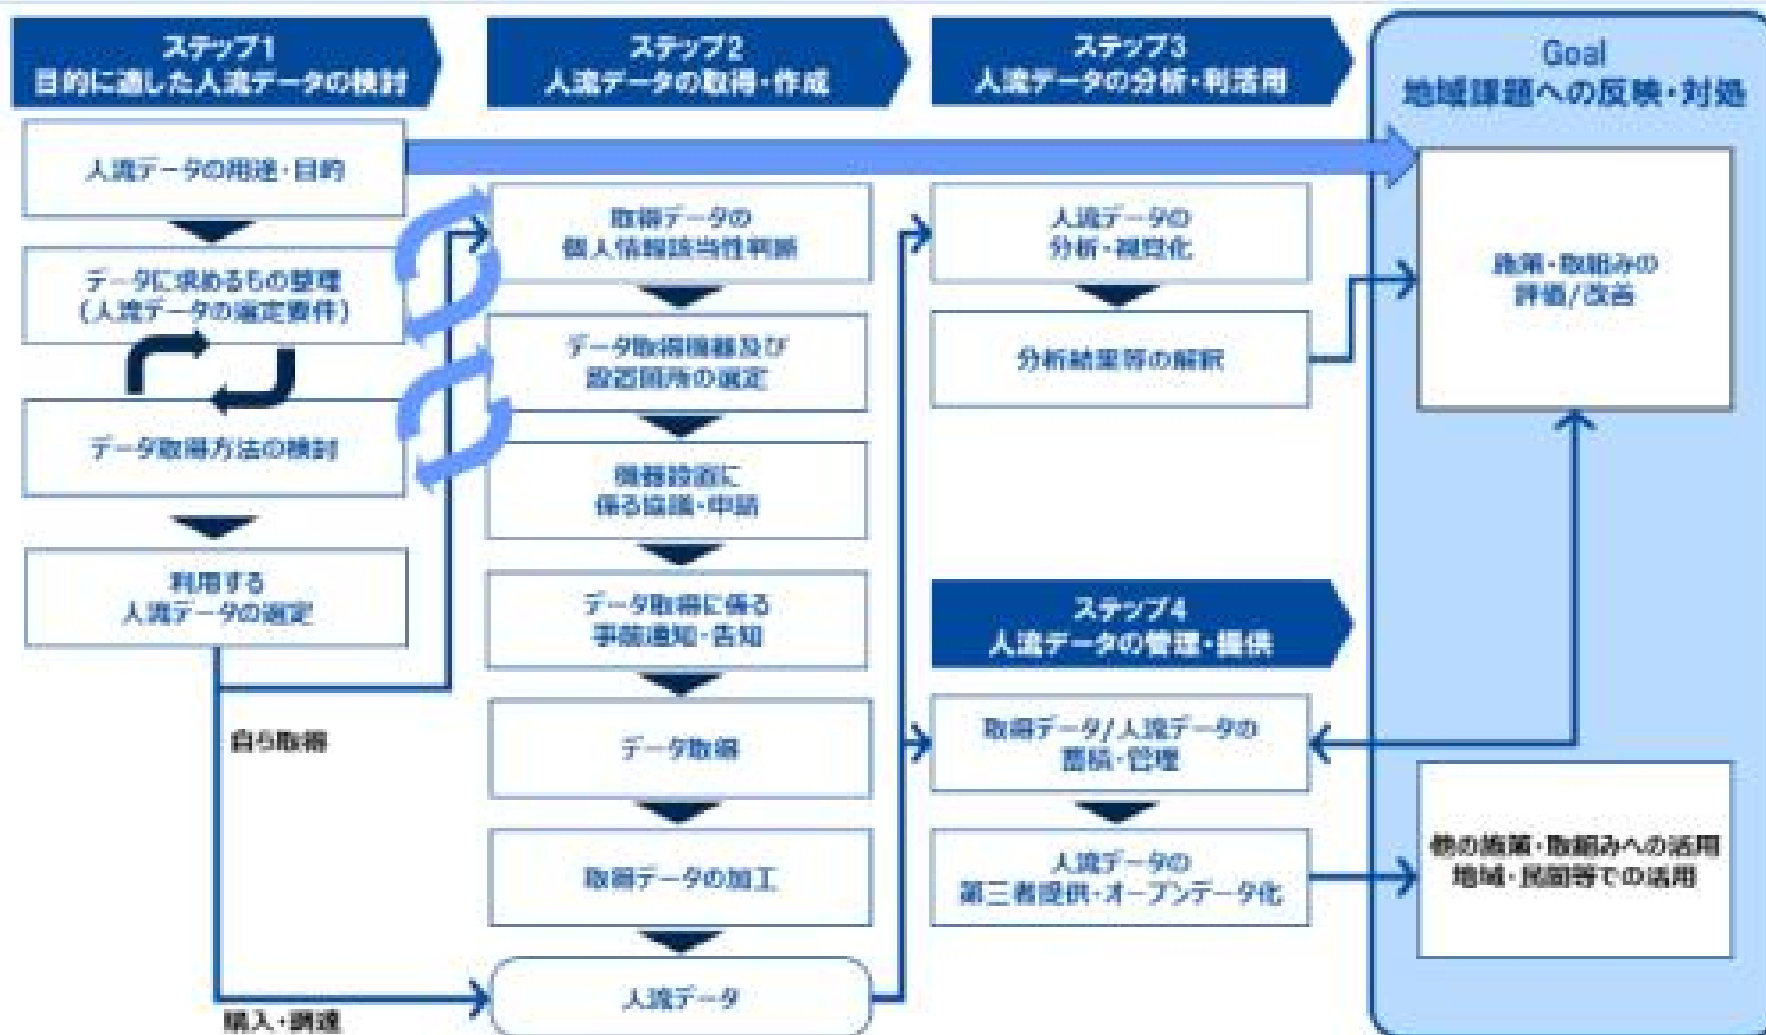 ステップ1
目的に適した人流データの検討
人流データの用途・目的
データに求めるもの整理
(人流データの選定要件)
データ取得方法の検討
利用する
人流データの選定
自ら取得
購入・調達
ステップ2
人流データの取得・作成
取得データの
個人情報該当性判断
データ取得機器及び
設置箇所の選定
機器設置に
係る協議・申請
データ取得に係る
事前通知・告知
データ取得
取得データの加工
人流データ
ステップ3
人流データの分析・利活用
人流データの
分析・視覚化
分析結果等の解釈
ステップ4
人流データの管理・提供
取得データ/人流データの
蓄積・管理
人流データの
第三者提供・オープンデータ化
Goal
地域課題への反映・対処
施策・取組みの
評価/改善
他の施策・取組みへの活用
地域・民間等での活用